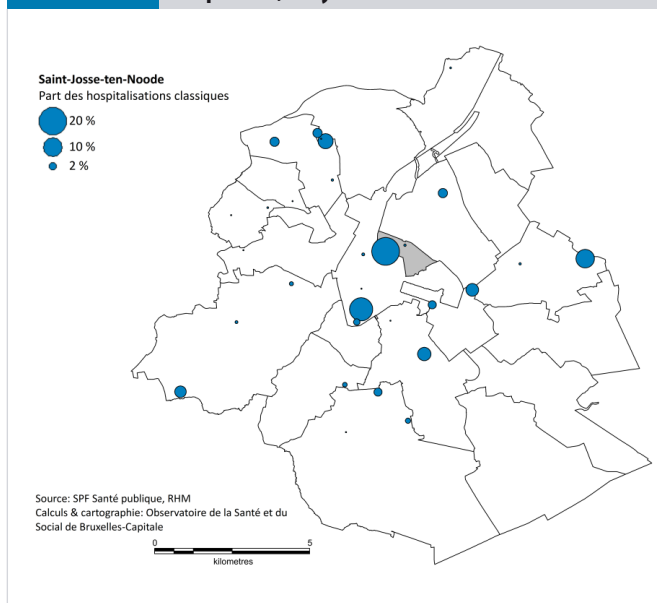 Saint-Josse-ten-Noode
Part des hospitalisations classiques
20 %
10 %
2 %
Source: SPF Santé publique, RHM
Calculs & cartographie: Observatoire de la Santé et du
Social de Bruxelles-Capitale
0 5
kilometres